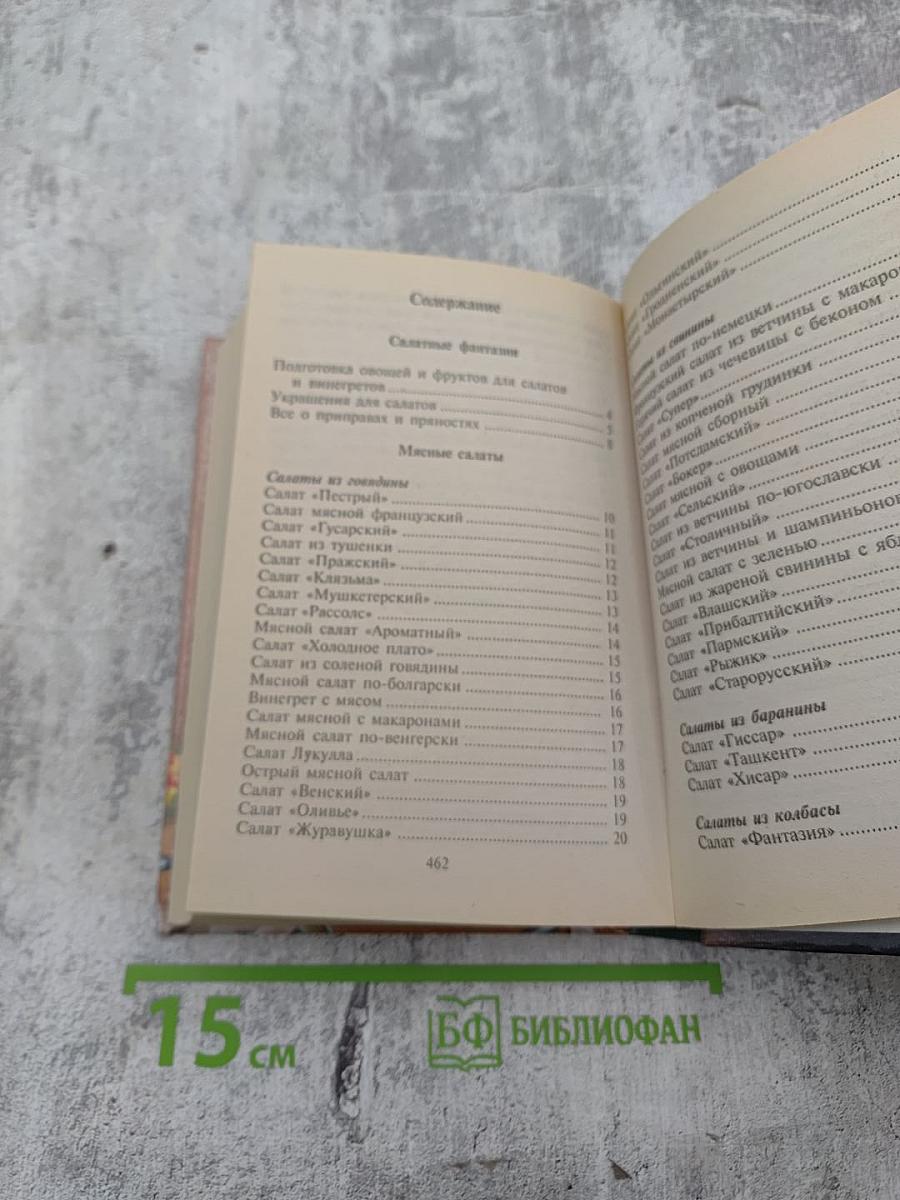 Содержание
Салатные фантазии
Подготовка овощей и фруктов для салатов
и винегретов 4
Украшения для салатов 5
Все о приправах и пряностях 8
Мясные салаты
Салаты из говядины
Салат «Пестрый» 10
Салат мясной французский 11
Салат «Гусарский» 11
Салат из тушенки 12
Салат «Пражский» 12
Салат «Клязьма» 13
Салат «Мушкетерский» 13
Салат «Рассолс» 14
Мясной салат «Ароматный» 14
Салат «Холодное плато» 15
Салат из соленой говядины 15
Мясной салат по-болгарски 16
Винегрет с мясом 16
Салат мясной с макаронами 17
Мясной салат по-венгерски 17
Салат Лукулла 18
Острый мясной салат 18
Салат «Венский» 19
Салат «Оливье» 19
Салат «Журавушка» 20
462
«Ольгинский»
«Гродненский»
«Монастырский»
из свинины
салат по-немецки
салат из ветчины с
салат из чечевицы с беконом
Салат «Супер»
Салат из копченой грудинки
Салат мясной сборный
Салат «Потсдамский»
Салат «Бокер»
Салат мясной с овощами
Салат «Сельский»
Салат из ветчины по-югославски
Салат «Столичный»
Салат из ветчины и
Мясной салат с зеленью
Салат из жареной свинины с
Салат «Влашский»
Салат «Прибалтийский»
Салат «Пармский»
Салат «Рыжик»
Салат «Старорусский»
Салаты из баранины
Салат «Гиссар»
Салат «Ташкент»
Салат «Хисар»
Салаты из колбасы
Салат «Фантазия»
15 см
БФ БИБЛИОФАН